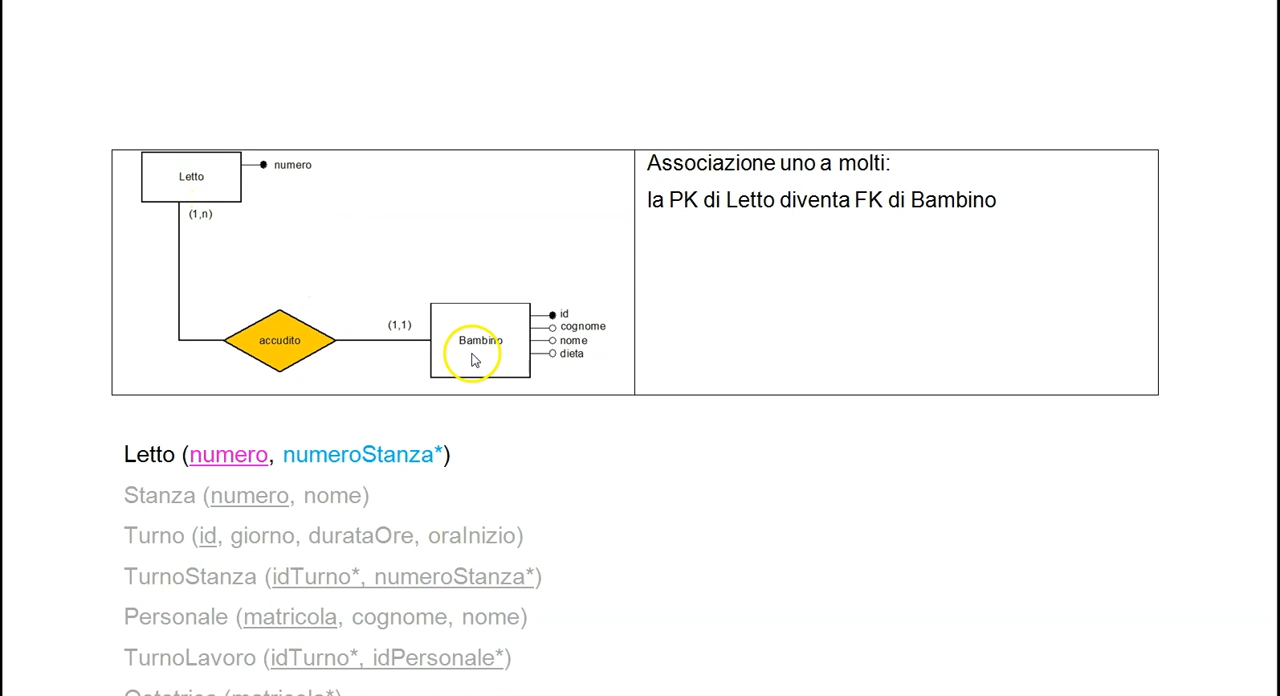 Letto
numero
(1,n)
accudito
(1,1)
Bambino
id
cognome
nome
dieta
Associazione uno a molti:
la PK di Letto diventa FK di Bambino
Letto (numero, numeroStanza*)
Stanza (numero, nome)
Turno (id, giorno, durataOre, oraInizio)
TurnoStanza (idTurno*, numeroStanza*)
Personale (matricola, cognome, nome)
TurnoLavoro (idTurno*, idPersonale*)